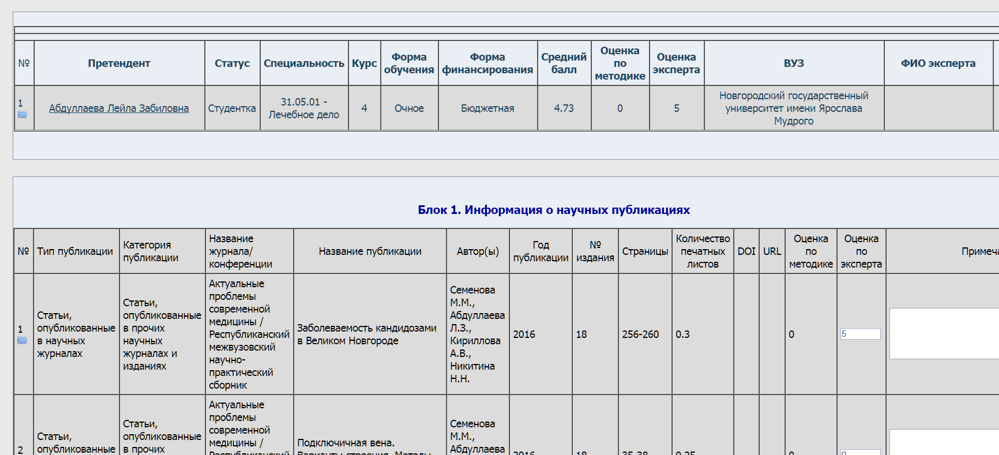 №
Претендент
Статус
Специальность
Курс
Форма
обучения
Форма
финансирования
Средний
балл
Оценка
по
методике
Оценка
эксперта
ВУЗ
ФИО эксперта
1
Абдуллаева Лейла Забиловна
Студентка
31.05.01 -
Лечебное дело
4
Очное
Бюджетная
4.73
0
5
Новгородский государственный
университет имени Ярослава
Мудрого
Блок 1. Информация о научных публикациях
№
Тип публикации
Категория
публикации
Название
журнала/
конференции
Название публикации
Автор(ы)
Год
публикации
№
издания
Страницы
Количество
печатных
листов
DOI
URL
Оценка
по
методике
Оценка
по
эксперта
Примеча
1
Статьи,
опубликованные
в научных
журналах
Статьи,
опубликованные
в прочих
научных
журналах и
изданиях
Актуальные
проблемы
современной
медицины /
Республиканский
межвузовский
научно-
практический
сборник
Заболеваемость кандидозами
в Великом Новгороде
Семенова
М.М.,
Абдуллаева
Л.З.,
Кириллова
А.В.,
Никитина
Н.Н.
2016
18
256-260
0.3
0
5
2
Статьи,
опубликованные
Статьи,
опубликованные
в прочих
Актуальные
проблемы
современной
медицины /
Республиканский
Подключичная вена.
Варианты строения. Методы
Семенова
М.М.,
Абдуллаева
2016
18
35-38
0.25
0
0